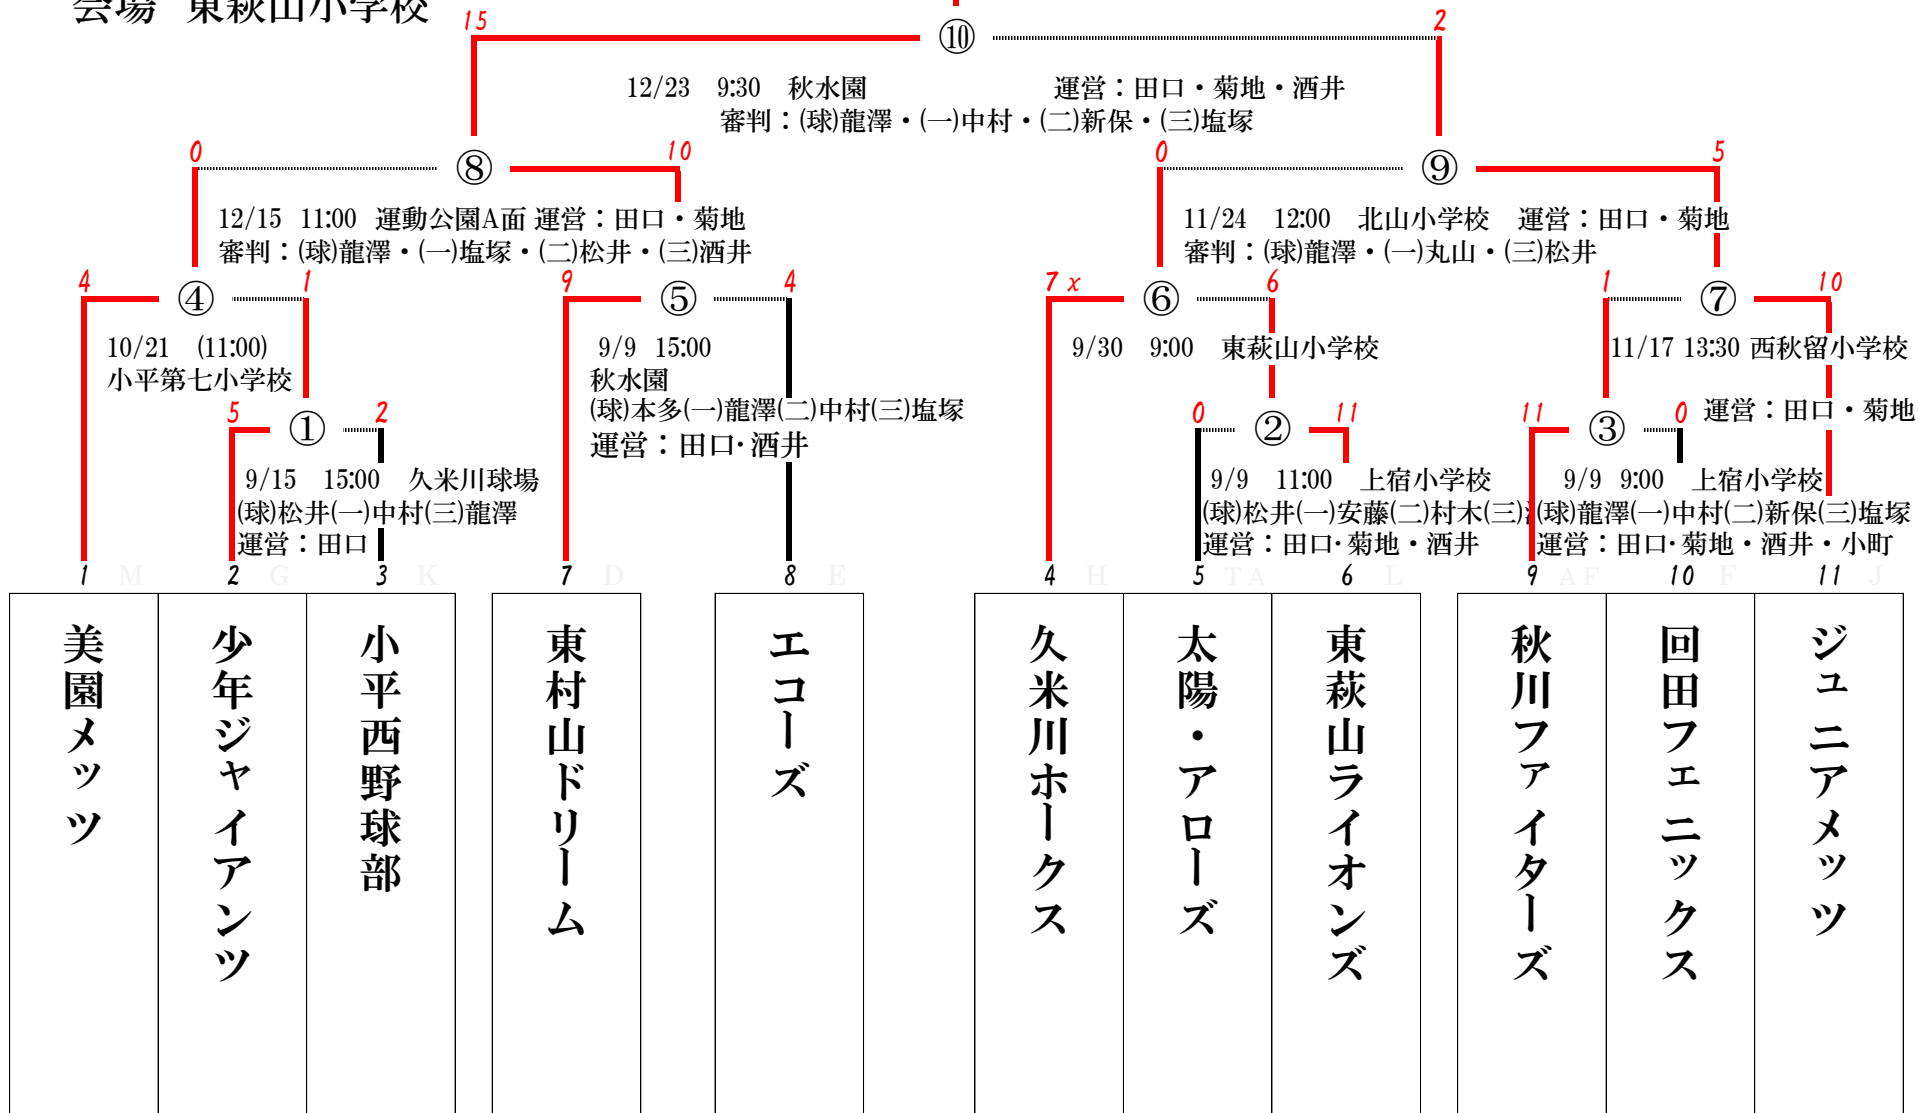 会場 東萩山小学校
15 ⑩ 2
12/23 9:30 秋水園 運営：田口・菊地・酒井
審判：(球)龍澤・(一)中村・(二)新保・(三)塩塚
0 ⑧ 10
12/15 11:00 運動公園A面 運営：田口・菊地
審判：(球)龍澤・(一)塩塚・(二)松井・(三)酒井
0 ⑨ 5
11/24 12:00 北山小学校 運営：田口・菊地
審判：(球)龍澤・(一)丸山・(三)松井
4 ④ 1
10/21 (11:00)
小平第七小学校
9 ⑤ 4
9/9 15:00
秋水園
(球)本多(一)龍澤(二)中村(三)塩塚
運営：田口・酒井
7 x ⑥ 6
9/30 9:00 東萩山小学校
1 ⑦ 10
11/17 13:30 西秋留小学校
運営：田口・菊地
5 ① 2
9/15 15:00 久米川球場
(球)松井(一)中村(三)龍澤
運営：田口
0 ② 11
9/9 11:00 上宿小学校
(球)松井(一)安藤(二)村木(三)
運営：田口・菊地・酒井
11 ③ 0
9/9 9:00 上宿小学校
(球)龍澤(一)中村(二)新保(三)塩塚
運営：田口・菊地・酒井・小町
1 M 2 G 3 K 7 D 8 E 4 H 5 TA 6 L 9 AF 10 F 11 J
美園メッツ
少年ジャイアンツ
小平西野球部
東村山ドリーム
エコーズ
久米川ホークス
太陽・アローズ
東萩山ライオンズ
秋川ファイターズ
回田フェニックス
ジュニアメッツ